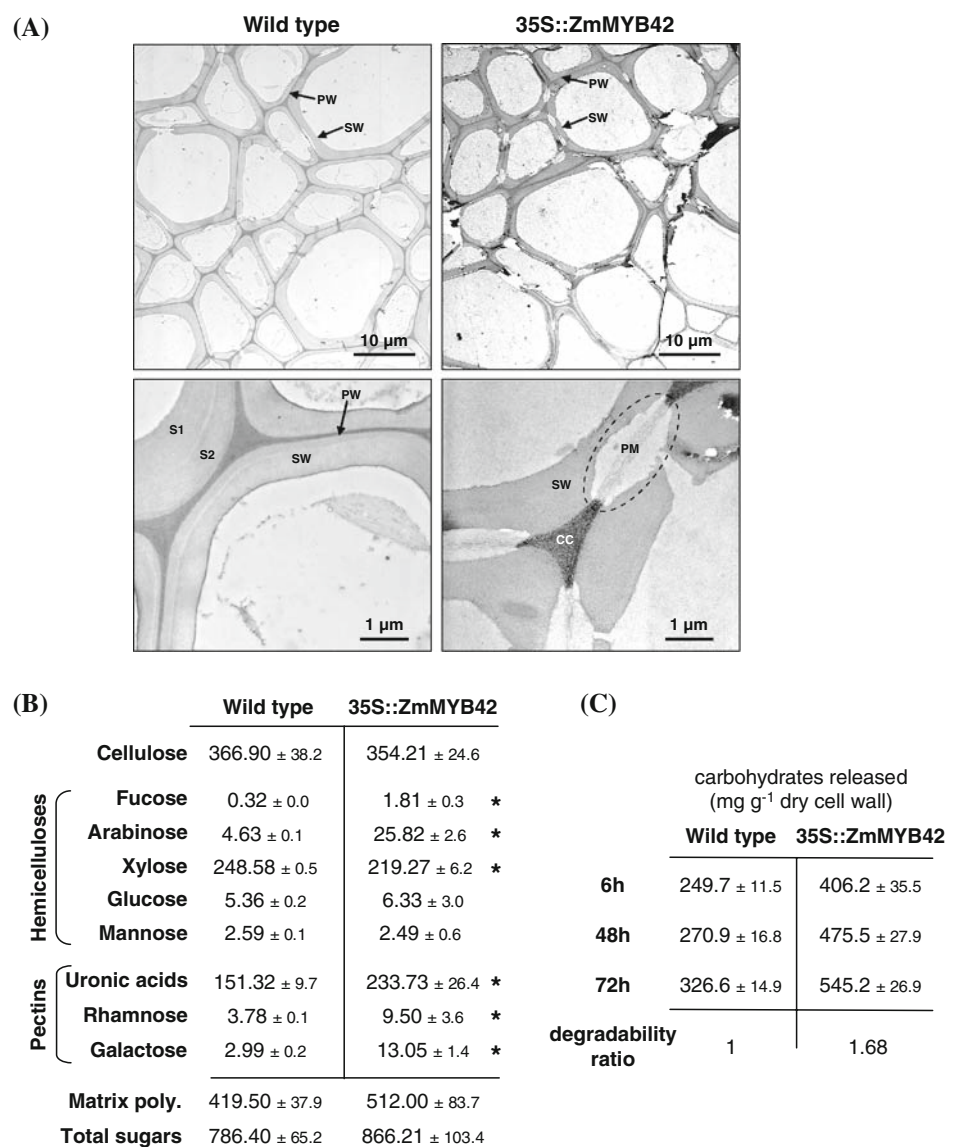 (A)
Wild type 35S::ZmMYB42
PW
SW
10 µm
PW
SW
10 µm
PW
S1
S2
SW
1 µm
PM
SW
CC
1 µm
(B)
Wild type 35S::ZmMYB42
Cellulose 366.90 ± 38.2 354.21 ± 24.6
Hemicelluloses
Fucose 0.32 ± 0.0 1.81 ± 0.3 *
Arabinose 4.63 ± 0.1 25.82 ± 2.6 *
Xylose 248.58 ± 0.5 219.27 ± 6.2 *
Glucose 5.36 ± 0.2 6.33 ± 3.0
Mannose 2.59 ± 0.1 2.49 ± 0.6
Pectins
Uronic acids 151.32 ± 9.7 233.73 ± 26.4 *
Rhamnose 3.78 ± 0.1 9.50 ± 3.6 *
Galactose 2.99 ± 0.2 13.05 ± 1.4 *
Matrix poly. 419.50 ± 37.9 512.00 ± 83.7
Total sugars 786.40 ± 65.2 866.21 ± 103.4
(C)
carbohydrates released
(mg g⁻¹ dry cell wall)
Wild type 35S::ZmMYB42
6h 249.7 ± 11.5 406.2 ± 35.5
48h 270.9 ± 16.8 475.5 ± 27.9
72h 326.6 ± 14.9 545.2 ± 26.9
degradability
ratio 1 1.68